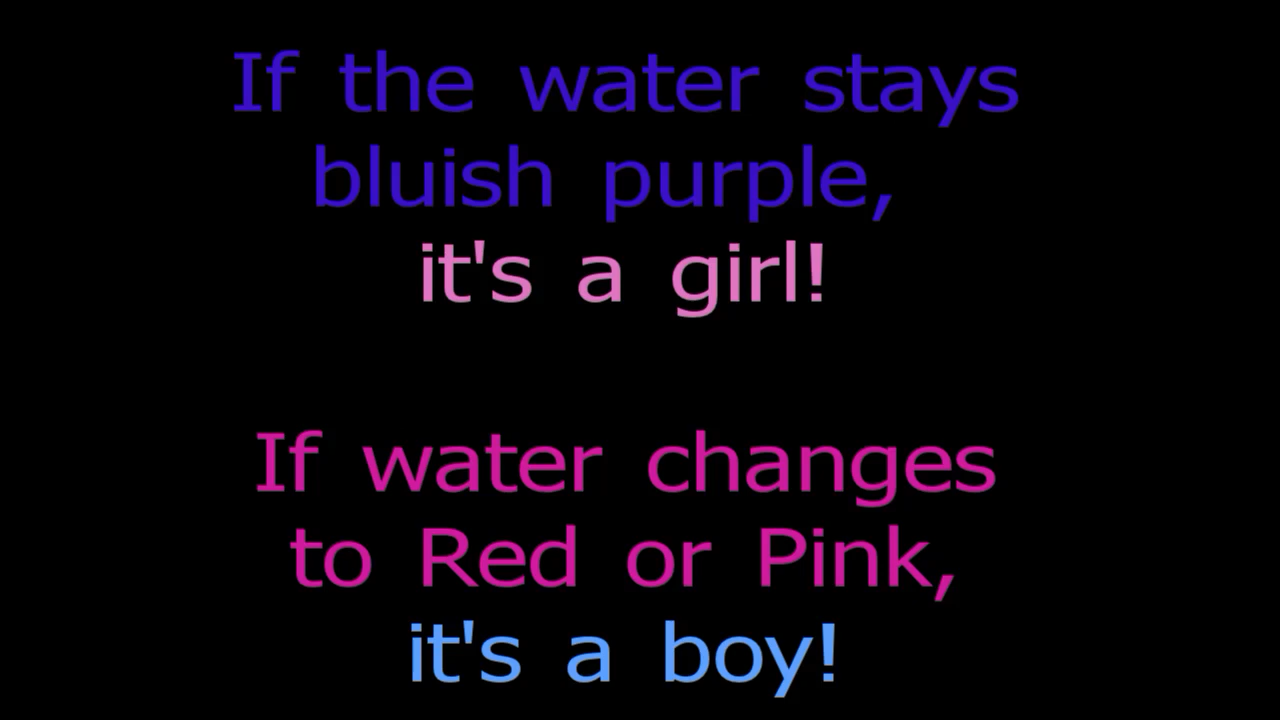 If the water stays
bluish purple,
it's a girl!
If water changes
to Red or Pink,
it's a boy!